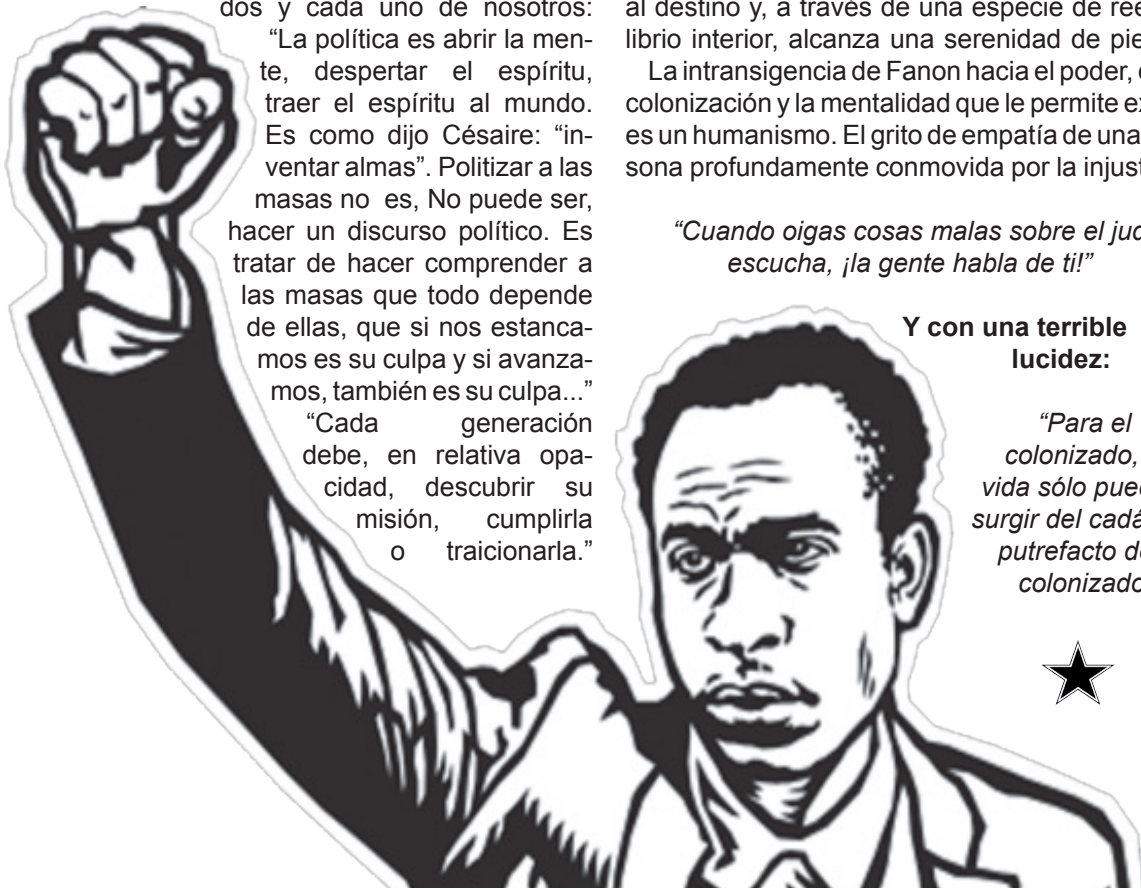 dos y cada uno de nosotros:
“La política es abrir la men-
te, despertar el espíritu,
traer el espíritu al mundo.
Es como dijo Césaire: “in-
ventar almas”. Politizar a las
masas no es, No puede ser,
hacer un discurso político. Es
tratar de hacer comprender a
las masas que todo depende
de ellas, que si nos estanca-
mos es su culpa y si avanza-
mos, también es su culpa...”
“Cada generación
debe, en relativa opa-
cidad, descubrir su
misión, cumplirla
o traicionarla.”
al destino y, a través de una especie de
librio interior, alcanza una serenidad de
La intransigencia de Fanon hacia el poder,
colonización y la mentalidad que le permite
es un humanismo. El grito de empatía de una
sona profundamente conmovida por la
“Cuando oigas cosas malas sobre el
escucha, ¡la gente habla de ti!”
Y con una terrible
lucidez:
“Para el
colonizado,
vida sólo
surgir del
putrefacto